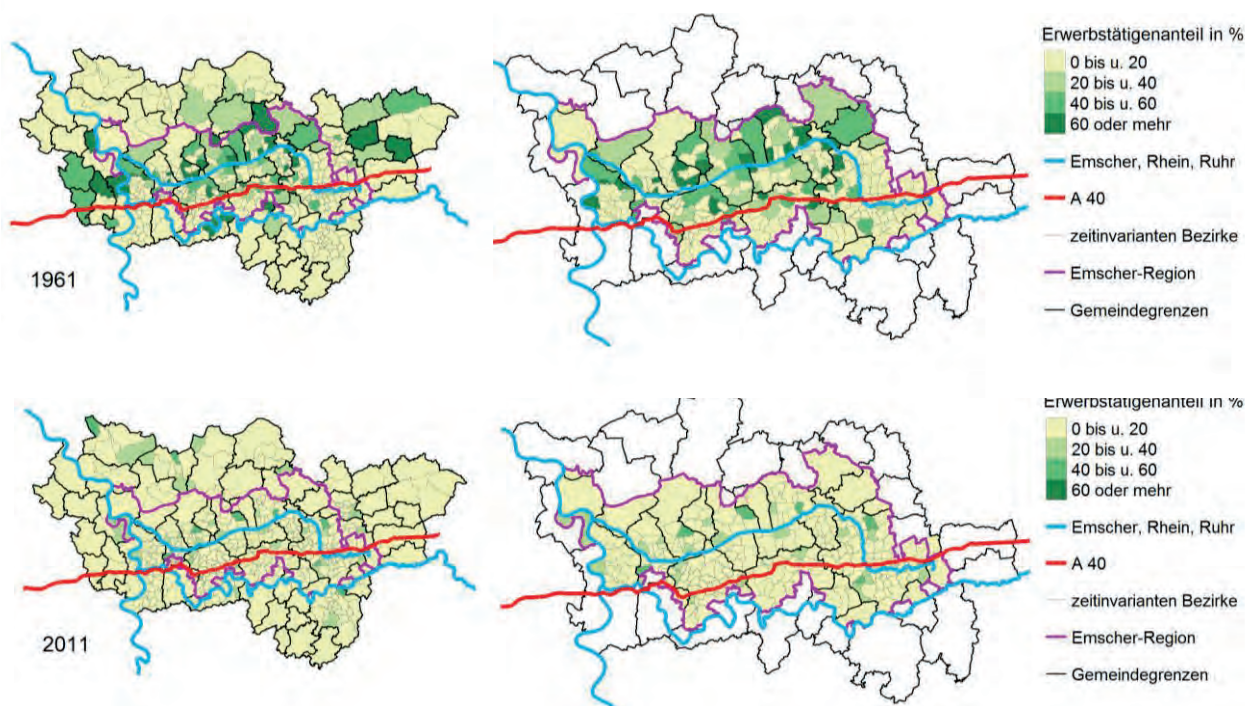 Erwerbstätigenanteil in %
0 bis u. 20
20 bis u. 40
40 bis u. 60
60 oder mehr
Emscher, Rhein, Ruhr
A 40
zeitinvarianten Bezirke
Emscher-Region
Gemeindegrenzen
1961
Erwerbstätigenanteil in %
0 bis u. 20
20 bis u. 40
40 bis u. 60
60 oder mehr
Emscher, Rhein, Ruhr
A 40
zeitinvarianten Bezirke
Emscher-Region
Gemeindegrenzen
2011